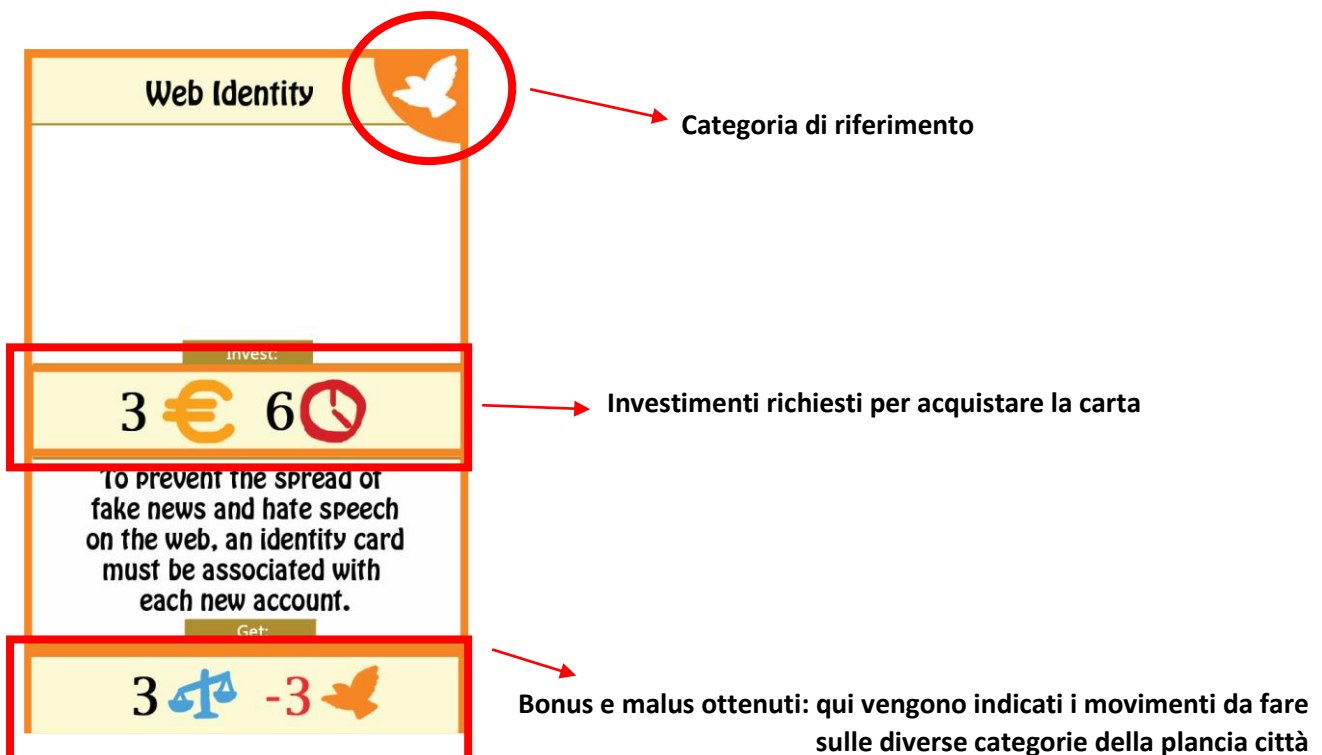 Web Identity
Categoria di riferimento
Invest:
3 € 6
Investimenti richiesti per acquistare la carta
To prevent the spread of
fake news and hate speech
on the web, an identity card
must be associated with
each new account.
Get:
3 -3
Bonus e malus ottenuti: qui vengono indicati i movimenti da fare
sulle diverse categorie della plancia città